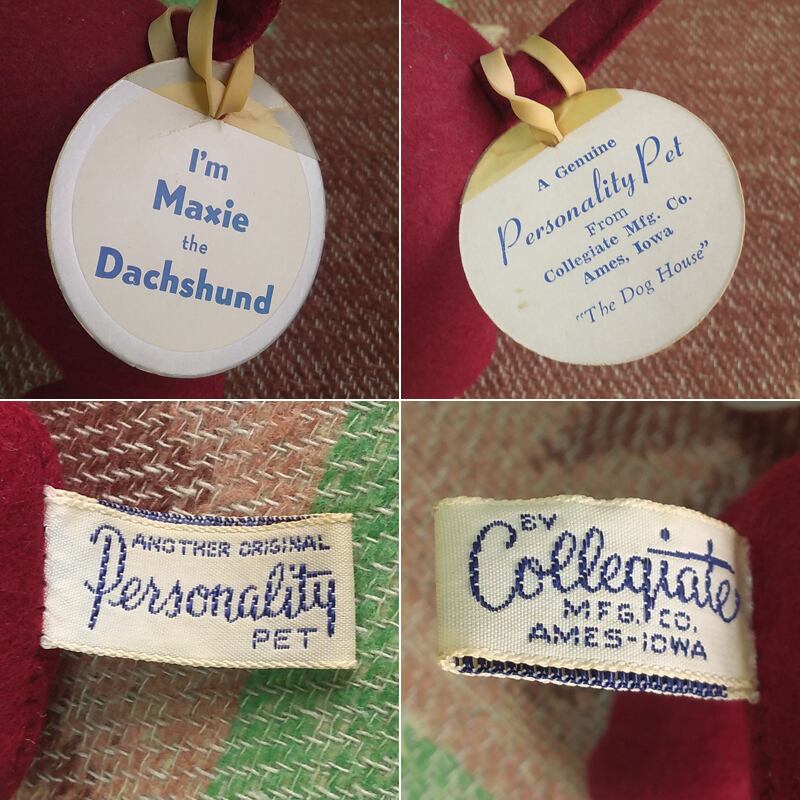 I'm
Maxie
the
Dachshund
A Genuine
Personality Pet
From
Collegiate Mfg. Co.
Ames, Iowa
"The Dog House"
ANOTHER ORIGINAL
Personality
PET
BY
Collegiate
MFG. CO.
AMES-IOWA